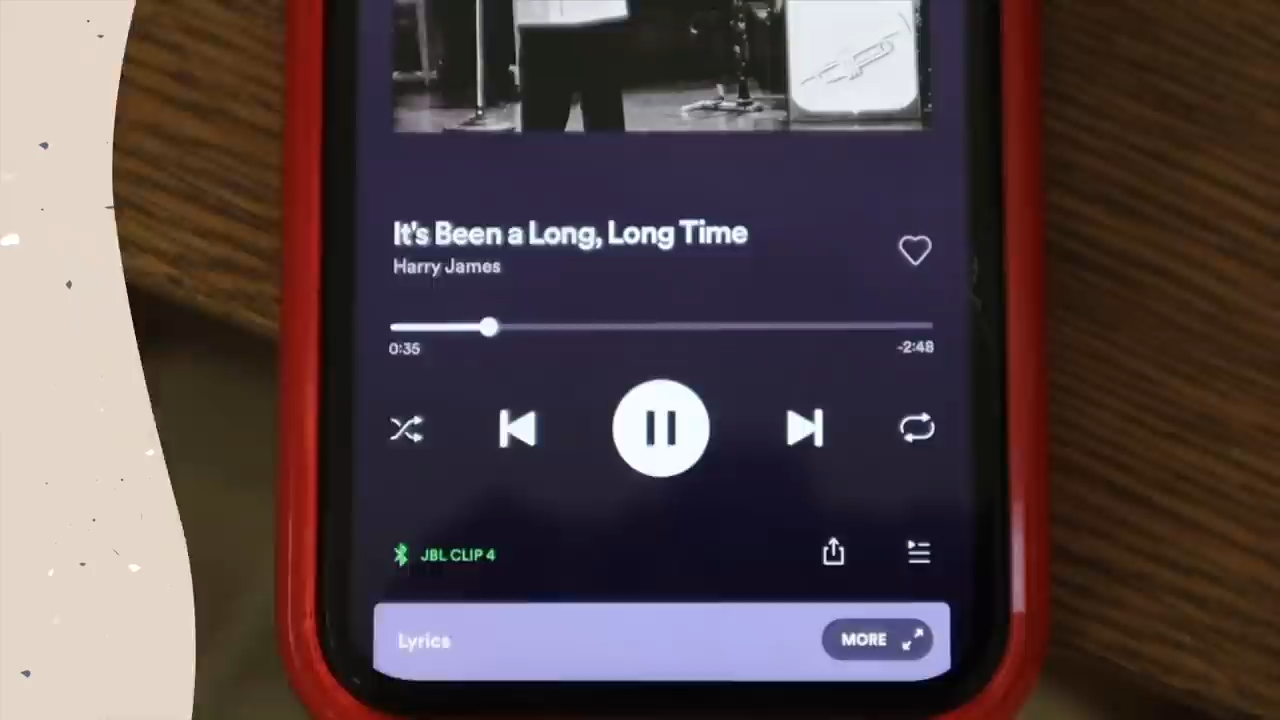 It's Been a Long, Long Time
Harry James
0:35
-2:48
JBL CLIP 4
Lyrics
MORE